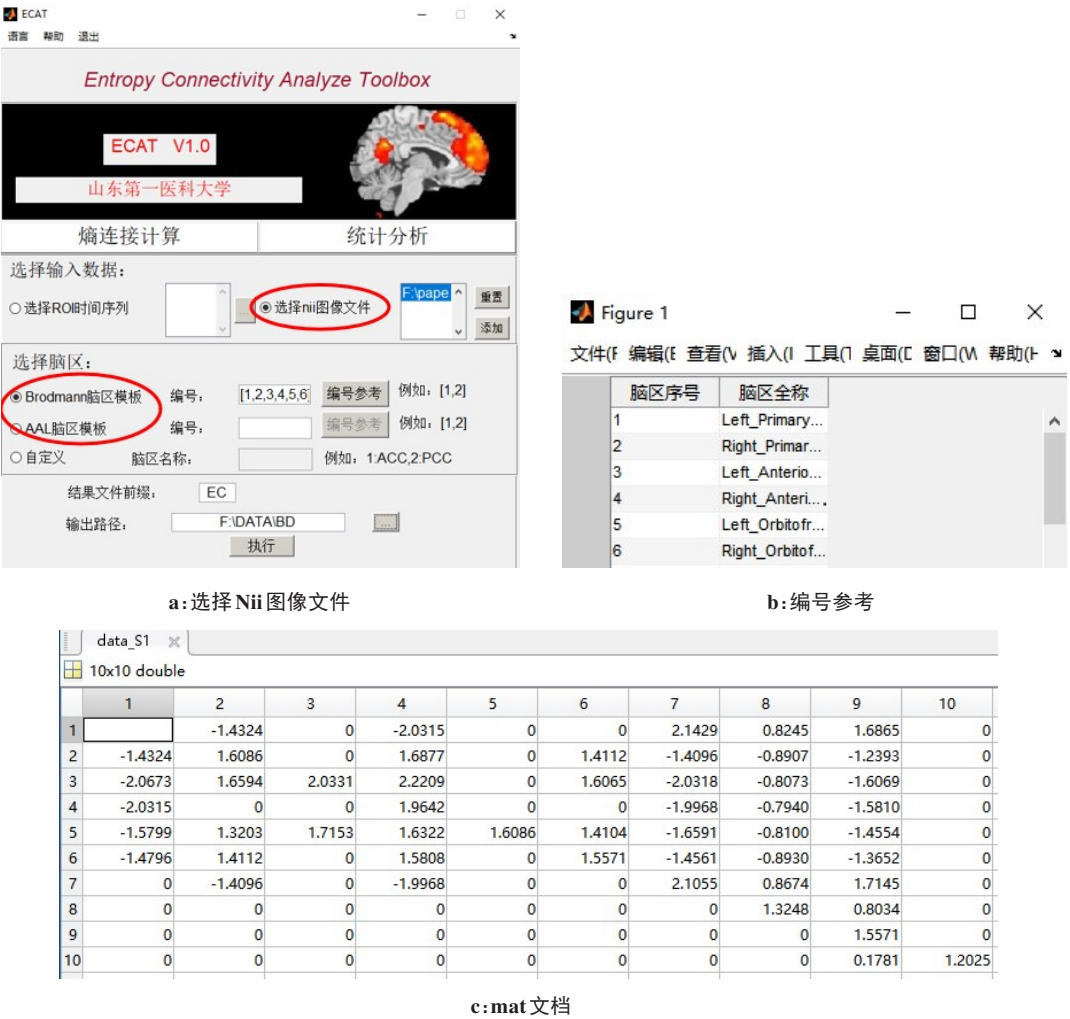 ECAT
语言 帮助 退出
Entropy Connectivity Analyze Toolbox
ECAT V1.0
山东第一医科大学
熵连接计算 统计分析
选择输入数据：
选择ROI时间序列 ... 选择nii图像文件 F:\pape 重置
添加
选择脑区：
Brodmann脑区模板 编号： [1,2,3,4,5,6] 编号参考 例如：[1,2]
AAL脑区模板 编号： 编号参考 例如：[1,2]
自定义 脑区名称： 例如：1:ACC,2:PCC
结果文件前缀： EC
输出路径： F:\DATA\BD ...
执行
a:选择Nii图像文件
Figure 1
文件(F 编辑(E 查看(V 插入(I 工具(T 桌面(D 窗口(W 帮助(H
脑区序号 脑区全称
1 Left_Primary...
2 Right_Primar...
3 Left_Anterio...
4 Right_Anteri...
5 Left_Orbitofr...
6 Right_Orbitof...
b:编号参考
data_S1
10x10 double
1 2 3 4 5 6 7 8 9 10
1 -1.4324 0 -2.0315 0 0 2.1429 0.8245 1.6865 0
2 -1.4324 1.6086 0 1.6877 0 1.4112 -1.4096 -0.8907 -1.2393 0
3 -2.0673 1.6594 2.0331 2.2209 0 1.6065 -2.0318 -0.8073 -1.6069 0
4 -2.0315 0 0 1.9642 0 0 -1.9968 -0.7940 -1.5810 0
5 -1.5799 1.3203 1.7153 1.6322 1.6086 1.4104 -1.6591 -0.8100 -1.4554 0
6 -1.4796 1.4112 0 1.5808 0 1.5571 -1.4561 -0.8930 -1.3652 0
7 0 -1.4096 0 -1.9968 0 0 2.1055 0.8674 1.7145 0
8 0 0 0 0 0 0 0 1.3248 0.8034 0
9 0 0 0 0 0 0 0 0 1.5571 0
10 0 0 0 0 0 0 0 0 0.1781 1.2025
c:mat文档